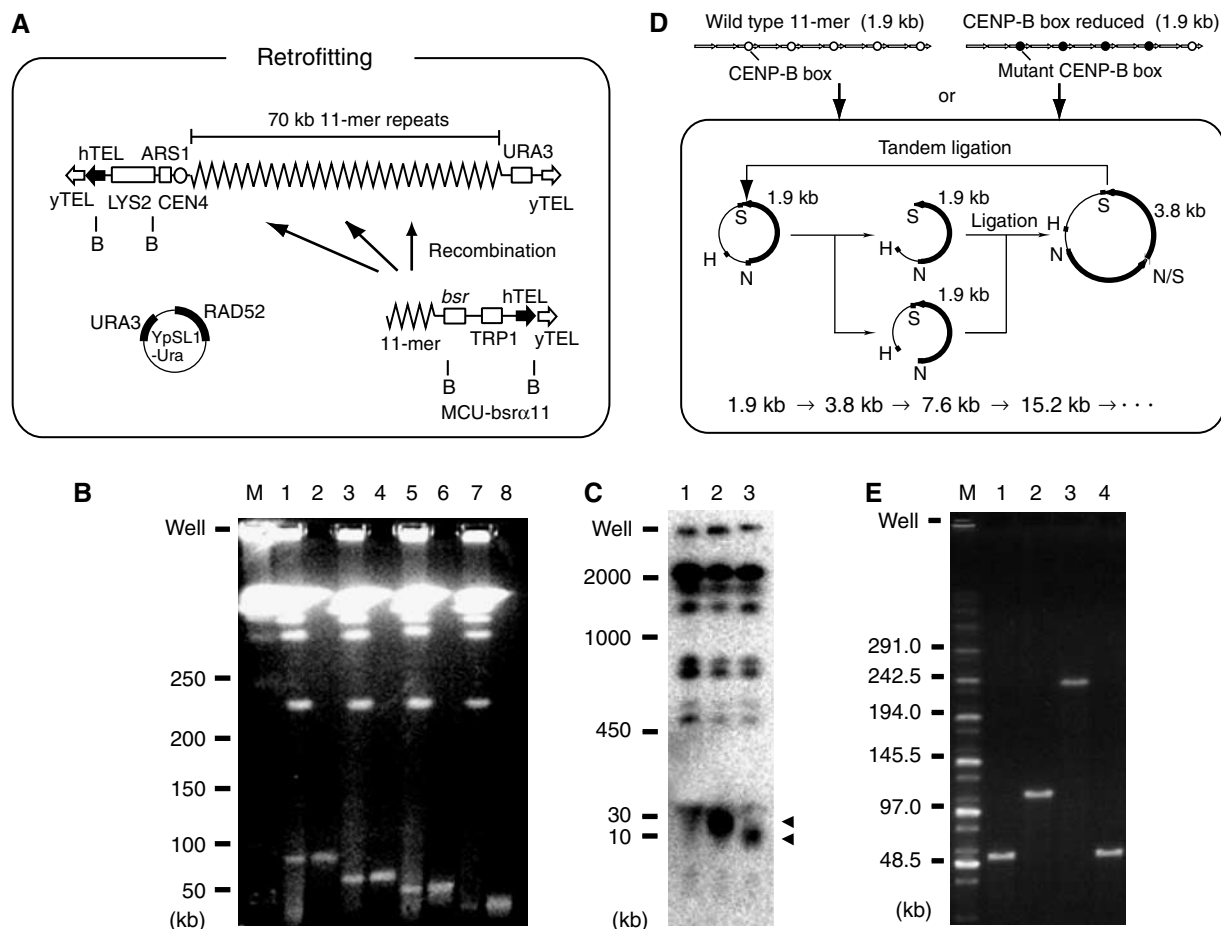 A
Retrofitting
70 kb 11-mer repeats
hTEL
ARS1
URA3
yTEL
LYS2
CEN4
yTEL
B
B
Recombination
bsr
hTEL
11-mer
TRP1
yTEL
B
B
MCU-bsrα11
URA3
RAD52
YpSL1
-Ura
D
Wild type 11-mer (1.9 kb)
CENP-B box reduced (1.9 kb)
CENP-B box
Mutant CENP-B box
or
Tandem ligation
S
1.9 kb
H
N
S
1.9 kb
H
N
Ligation
S
1.9 kb
H
N
S
3.8 kb
H
N
N/S
1.9 kb → 3.8 kb → 7.6 kb → 15.2 kb → · · ·
B
M 1 2 3 4 5 6 7 8
Well
250
200
150
100
50
(kb)
C
1 2 3
Well
2000
1000
450
30
10
(kb)
E
M 1 2 3 4
Well
291.0
242.5
194.0
145.5
97.0
48.5
(kb)